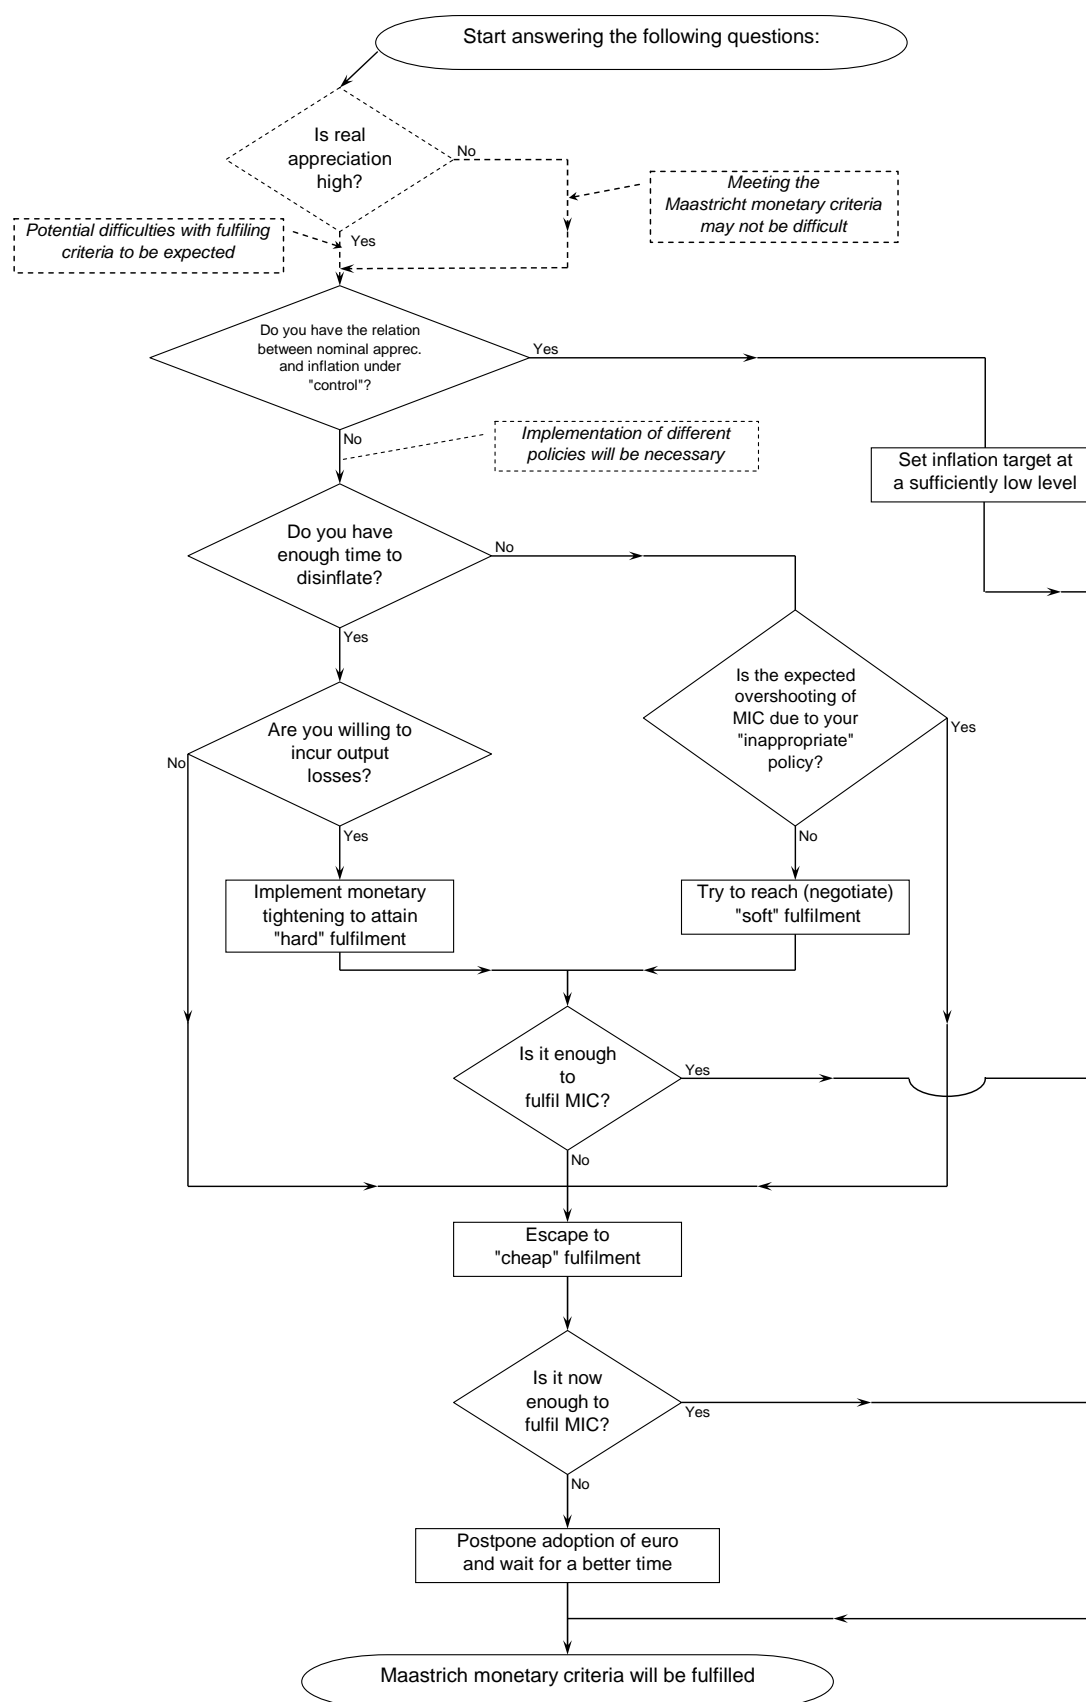 Start answering the following questions:
Is real
appreciation
high?
No
Meeting the
Maastricht monetary criteria
may not be difficult
Potential difficulties with fulfiling
criteria to be expected
Yes
Do you have the relation
between nominal apprec.
and inflation under
"control"?
Yes
No
Implementation of different
policies will be necessary
Set inflation target at
a sufficiently low level
Do you have
enough time to
disinflate?
No
Yes
Is the expected
overshooting of
MIC due to your
"inappropriate"
policy?
Yes
Are you willing to
incur output
losses?
No
Yes
No
Implement monetary
tightening to attain
"hard" fulfilment
Try to reach (negotiate)
"soft" fulfilment
Is it enough
to
fulfil MIC?
Yes
No
Escape to
"cheap" fulfilment
Is it now
enough to
fulfil MIC?
Yes
No
Postpone adoption of euro
and wait for a better time
Maastrich monetary criteria will be fulfilled